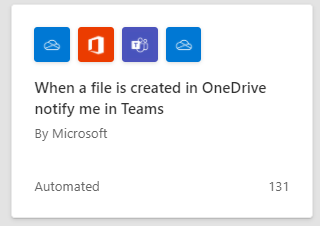 When a file is created in OneDrive
notify me in Teams
By Microsoft
Automated 131